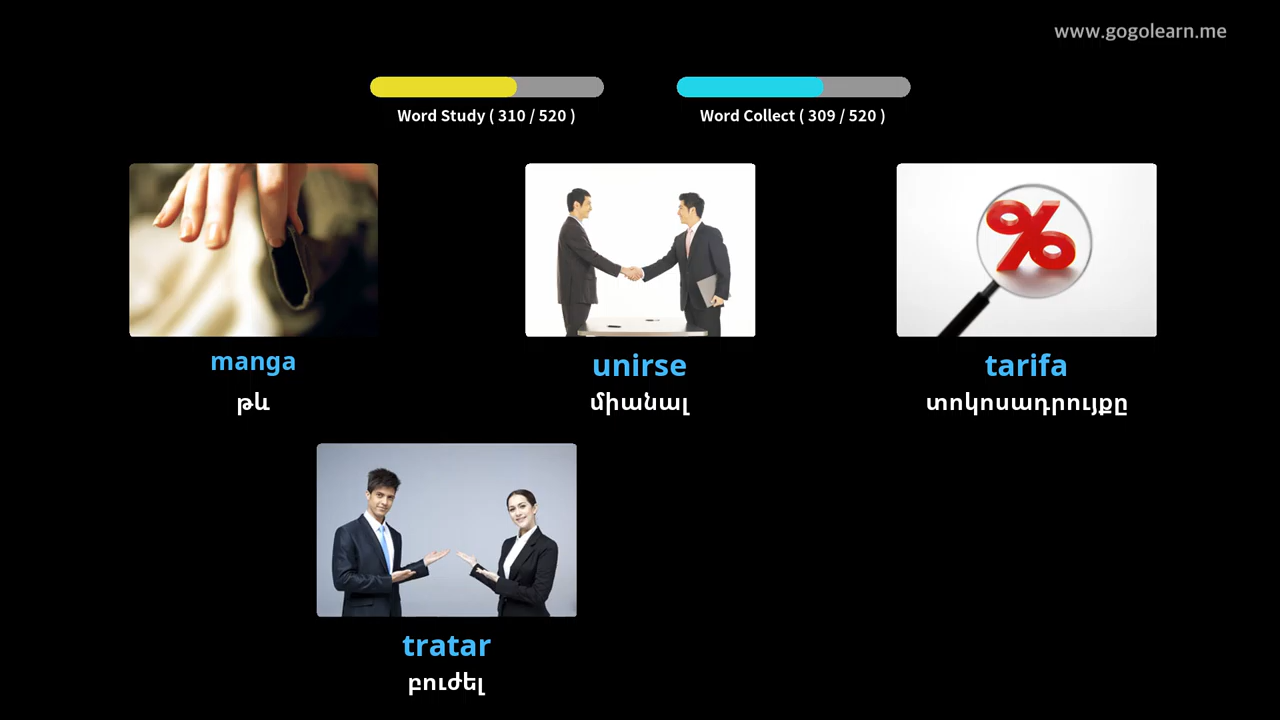 www.gogolearn.me
Word Study ( 310 / 520 )
Word Collect ( 309 / 520 )
manga
թև
unirse
միանալ
tarifa
տոկոսադրույքը
tratar
բուժել